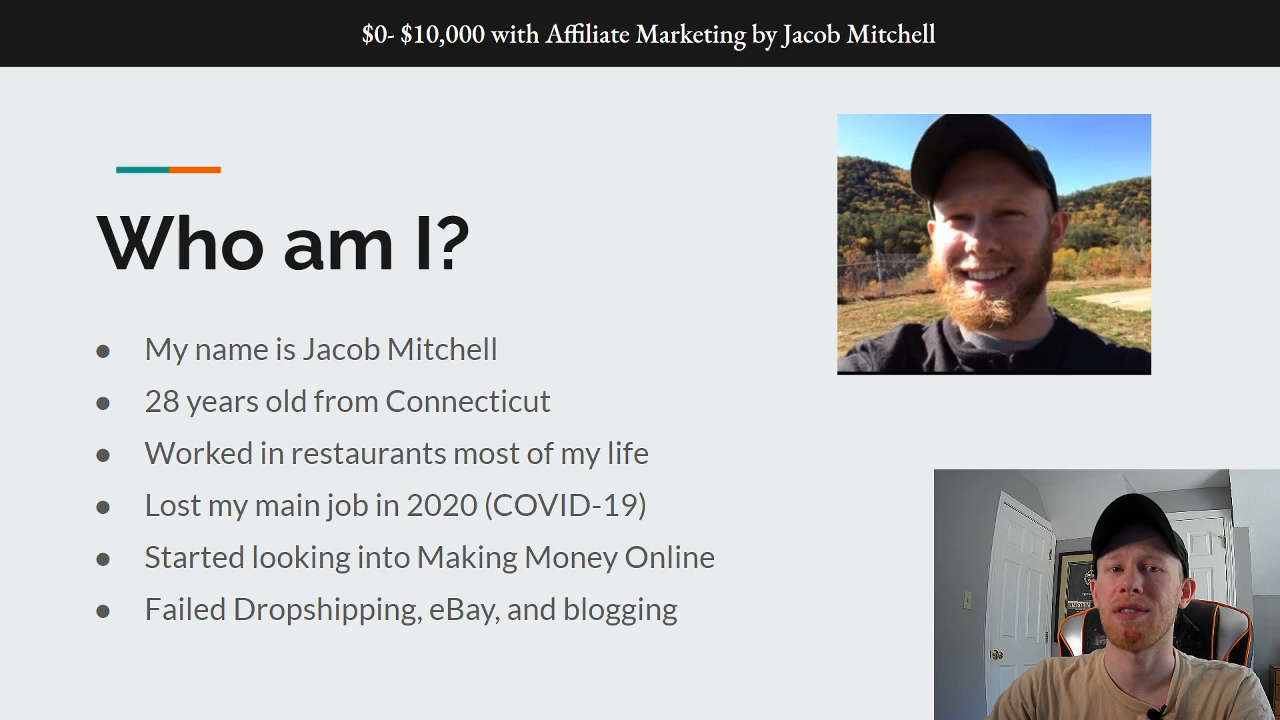 $0- $10,000 with Affiliate Marketing by Jacob Mitchell
Who am I?
● My name is Jacob Mitchell
● 28 years old from Connecticut
● Worked in restaurants most of my life
● Lost my main job in 2020 (COVID-19)
● Started looking into Making Money Online
● Failed Dropshipping, eBay, and blogging